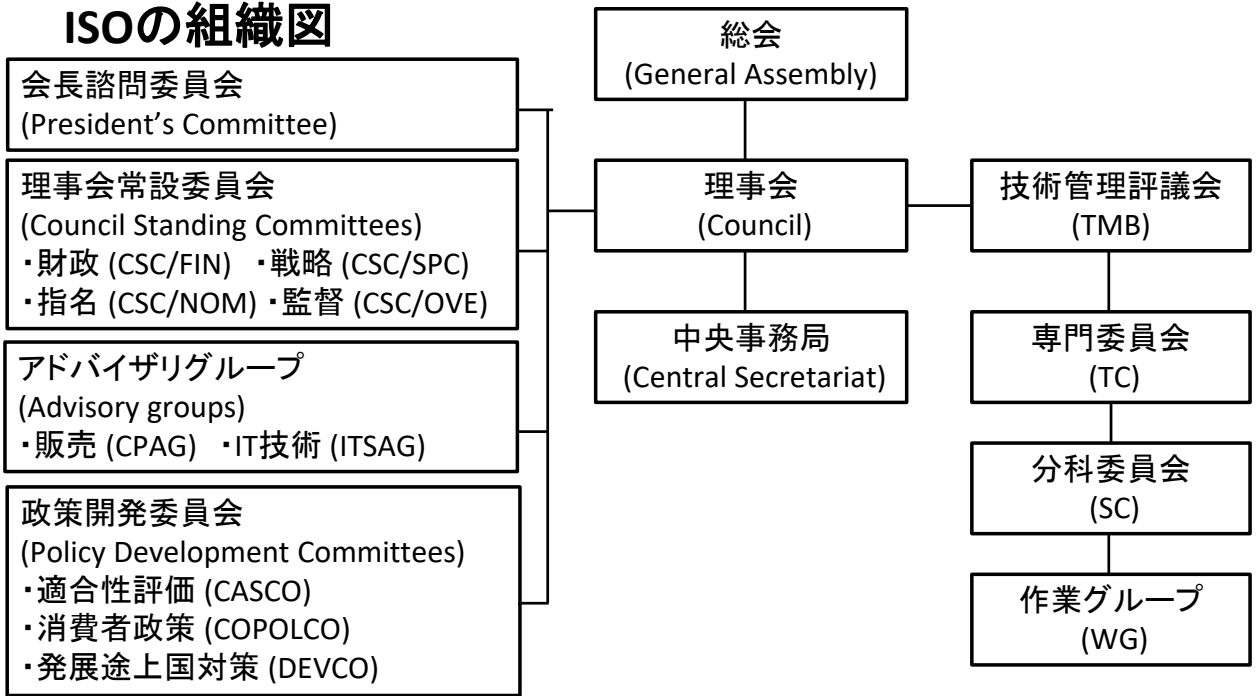 ISOの組織図
会長諮問委員会
(President’s Committee)
理事会常設委員会
(Council Standing Committees)
・財政 (CSC/FIN) ・戦略 (CSC/SPC)
・指名 (CSC/NOM) ・監督 (CSC/OVE)
アドバイザリグループ
(Advisory groups)
・販売 (CPAG) ・IT技術 (ITSAG)
政策開発委員会
(Policy Development Committees)
・適合性評価 (CASCO)
・消費者政策 (COPOLCO)
・発展途上国対策 (DEVCO)
総会
(General Assembly)
理事会
(Council)
中央事務局
(Central Secretariat)
技術管理評議会
(TMB)
専門委員会
(TC)
分科委員会
(SC)
作業グループ
(WG)